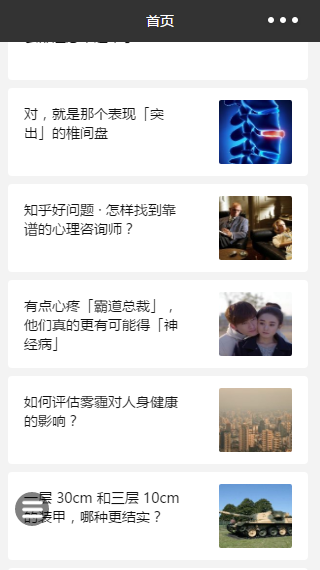 首页
对，就是那个表现「突
出」的椎间盘
知乎好问题 · 怎样找到靠
谱的心理咨询师？
有点心疼「霸道总裁」，
他们真的更有可能得「神
经病」
如何评估雾霾对人身健康
的影响？
一层 30cm 和三层 10cm
的装甲，哪种更结实？